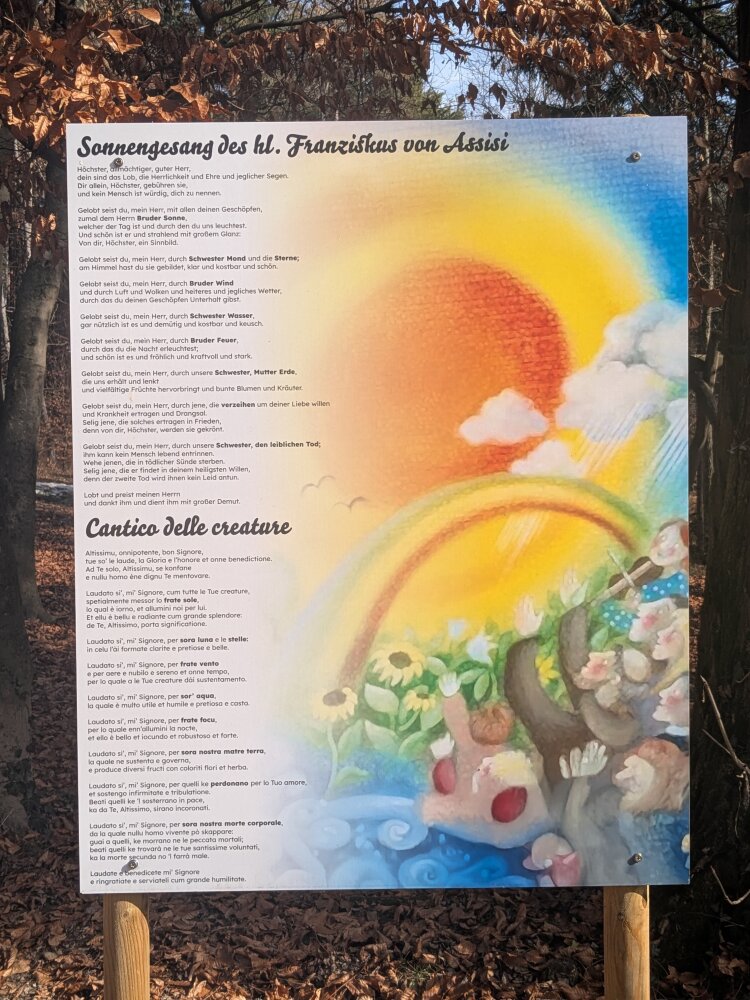 Sonnengesang des hl. Franziskus von Assisi
Höchster, allmächtiger, guter Herr,
dein sind das Lob, die Herrlichkeit und Ehre und jeglicher Segen.
Dir allein, Höchster, gebühren sie,
und kein Mensch ist würdig, dich zu nennen.
Gelobt seist du, mein Herr, mit allen deinen Geschöpfen,
zumal dem Herrn Bruder Sonne,
welcher der Tag ist und durch den du uns leuchtest.
Und schön ist er und strahlend mit großem Glanz:
Von dir, Höchster, ein Sinnbild.
Gelobt seist du, mein Herr, durch Schwester Mond und die Sterne;
am Himmel hast du sie gebildet, klar und kostbar und schön.
Gelobt seist du, mein Herr, durch Bruder Wind
und durch Luft und Wolken und heiteres und jegliches Wetter,
durch das du deinen Geschöpfen Unterhalt gibst.
Gelobt seist du, mein Herr, durch Schwester Wasser,
gar nützlich ist es und demütig und kostbar und keusch.
Gelobt seist du, mein Herr, durch Bruder Feuer,
durch das du die Nacht erleuchtest;
und schön ist es und fröhlich und kraftvoll und stark.
Gelobt seist du, mein Herr, durch unsere Schwester, Mutter Erde,
die uns erhält und lenkt
und vielfältige Früchte hervorbringt und bunte Blumen und Kräuter.
Gelobt seist du, mein Herr, durch jene, die verzeihen um deiner Liebe willen
und Krankheit ertragen und Drangsal.
Selig jene, die solches ertragen in Frieden,
denn von dir, Höchster, werden sie gekrönt.
Gelobt seist du, mein Herr, durch unsere Schwester, den leiblichen Tod;
ihm kann kein Mensch lebend entrinnen.
Wehe jenen, die in tödlicher Sünde sterben.
Selig jene, die er findet in deinem heiligsten Willen,
denn der zweite Tod wird ihnen kein Leid antun.
Lobt und preist meinen Herrn
und dankt ihm und dient ihm mit großer Demut.
Cantico delle creature
Altissimu, onnipotente, bon Signore,
tue so' le laude, la Gloria e l'honore et onne benedictione.
Ad Te solo, Altissimu, se konfane
e nullu homo ène dignu Te mentovare.
Laudato si', mi' Signore, cum tutte le Tue creature,
spetialmente messor lo frate sole,
lo qual è iorno, et allumini noi per lui.
Et ellu è bellu e radiante cum grande splendore:
de Te, Altissimo, porta significatione.
Laudato si', mi' Signore, per sora luna e le stelle:
in celu l'ài formate clarite e pretiose e belle.
Laudato si', mi' Signore, per frate vento
e per aere e nubilo e sereno et onne tempo,
per lo quale a le Tue creature dài sustentamento.
Laudato si', mi' Signore, per sor' aqua,
la quale è multo utile et humile e pretiosa e casta.
Laudato si', mi' Signore, per frate focu,
per lo quale enn'allumini la nocte,
et ello è bello et iocundo et robustoso et forte.
Laudato si', mi' Signore, per sora nostra matre terra,
la quale ne sustenta e governa,
e produce diversi fructi con coloriti fiori et herba.
Laudato si', mi' Signore, per quelli ke perdonano per lo Tuo amore,
et sostengo infirmitate e tribulatione.
Beati quelli ke 'l sosterrano in pace,
ka da Te, Altissimo, sirano incoronati.
Laudato si', mi' Signore, per sora nostra morte corporale,
da la quale nullu homo vivente pò skappare:
guai a quelli, ke morrano ne le peccata mortali;
beati quelli ke trovarà ne le tue santissime voluntati,
ka la morte secunda no 'l farrà male.
Laudate e benedicete mi' Signore
e ringratiate e serviateli cum grande humilitate.